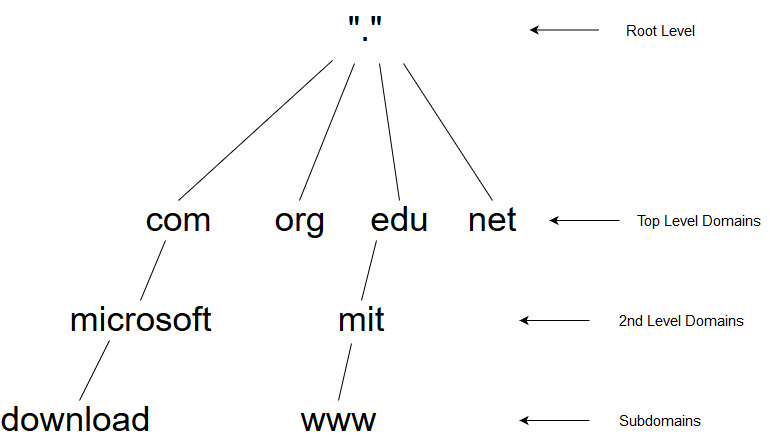 "." Root Level
com org edu net Top Level Domains
microsoft mit 2nd Level Domains
download www Subdomains